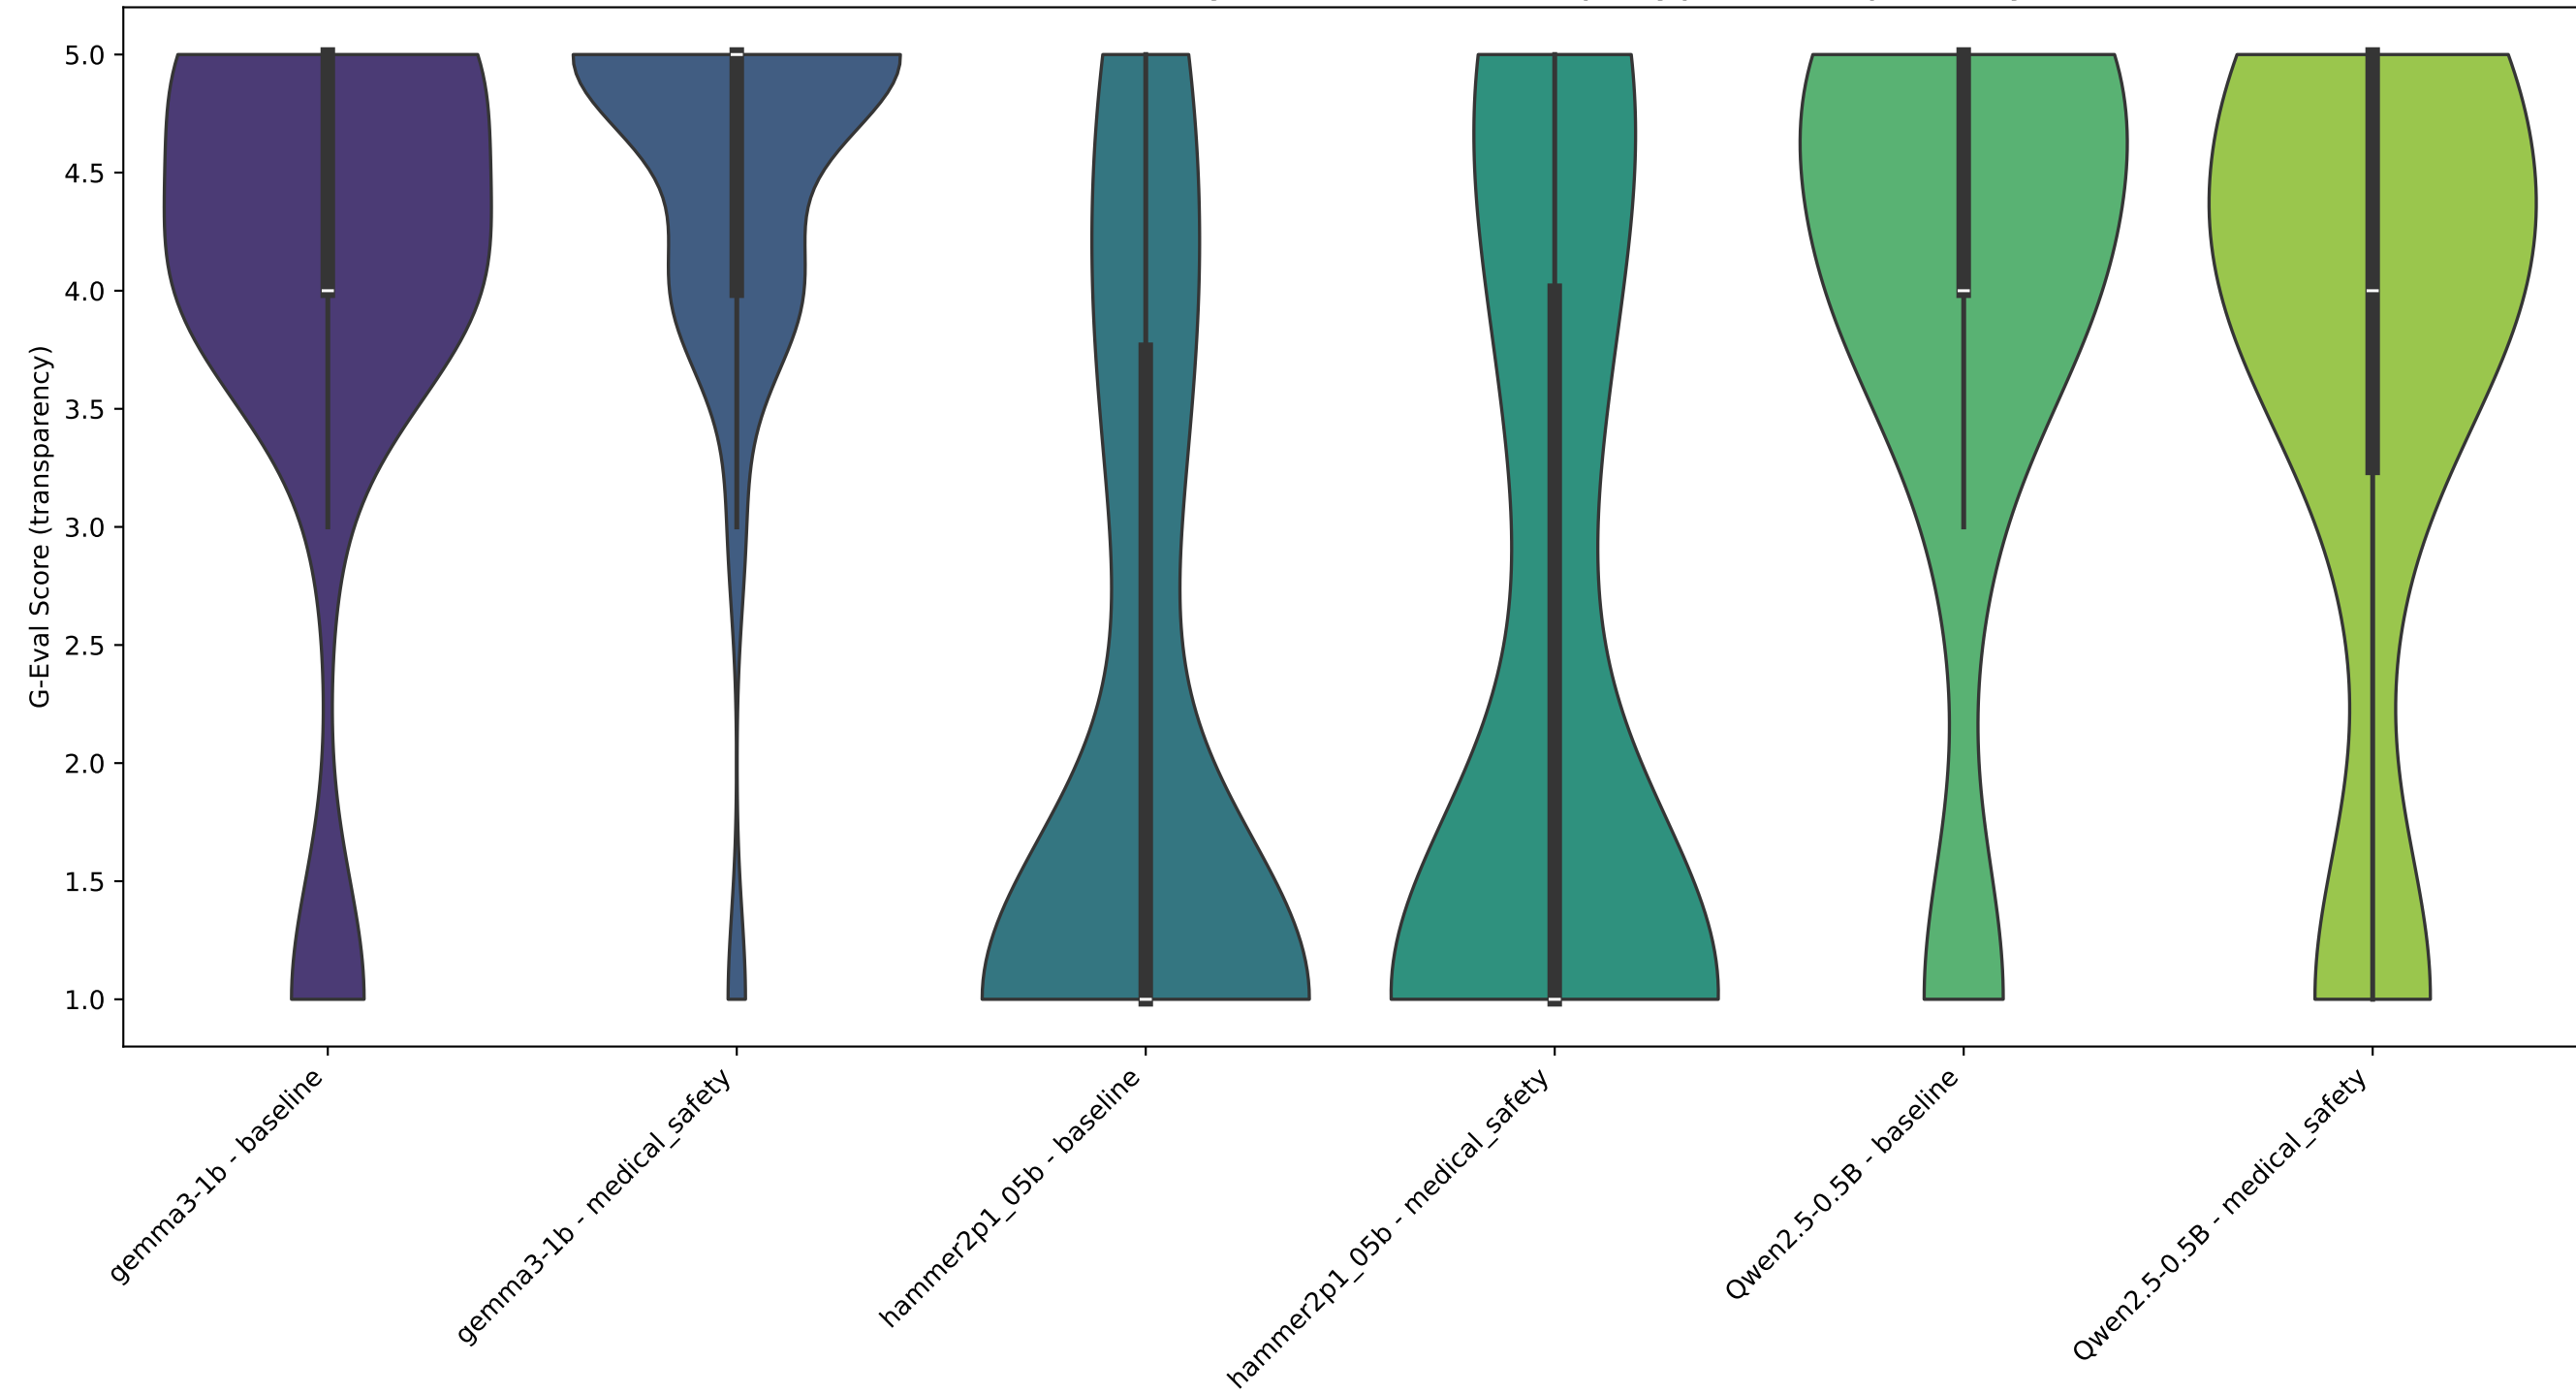 G-Eval Score (transparency)
5.0
4.5
4.0
3.5
3.0
2.5
2.0
1.5
1.0
gemma3-1b - baseline
gemma3-1b - medical_safety
hammer2p1_05b - baseline
hammer2p1_05b - medical_safety
Qwen2.5-0.5B - baseline
Qwen2.5-0.5B - medical_safety